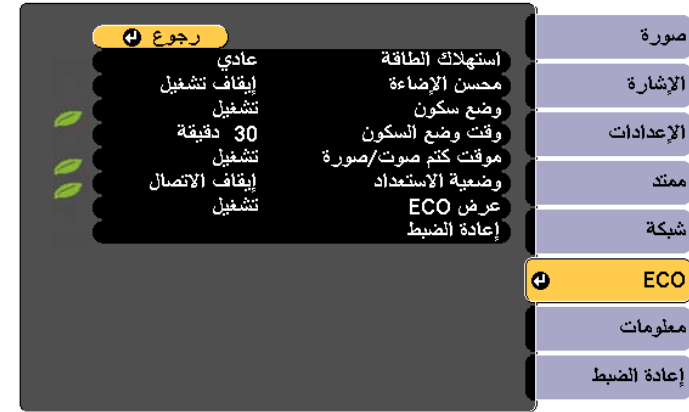 صورة
الإشارة
الإعدادات
ممتد
شبكة
ECO
معلومات
إعادة الضبط
رجوع
استهلاك الطاقة عادي
محسن الإضاءة إيقاف تشغيل
وضع سكون تشغيل
وقت وضع السكون 30 دقيقة
موقت كتم صوت/صورة تشغيل
وضعية الاستعداد إيقاف الاتصال
عرض ECO تشغيل
إعادة الضبط